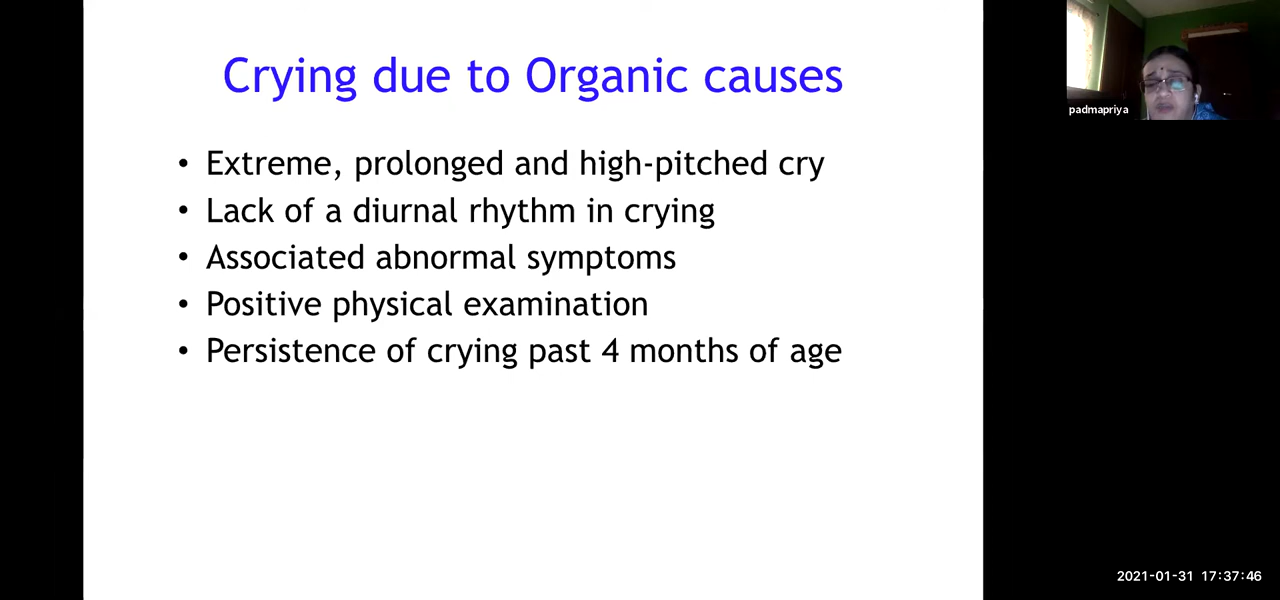 Crying due to Organic causes
• Extreme, prolonged and high-pitched cry
• Lack of a diurnal rhythm in crying
• Associated abnormal symptoms
• Positive physical examination
• Persistence of crying past 4 months of age
padmapriya
2021-01-31 17:37:46